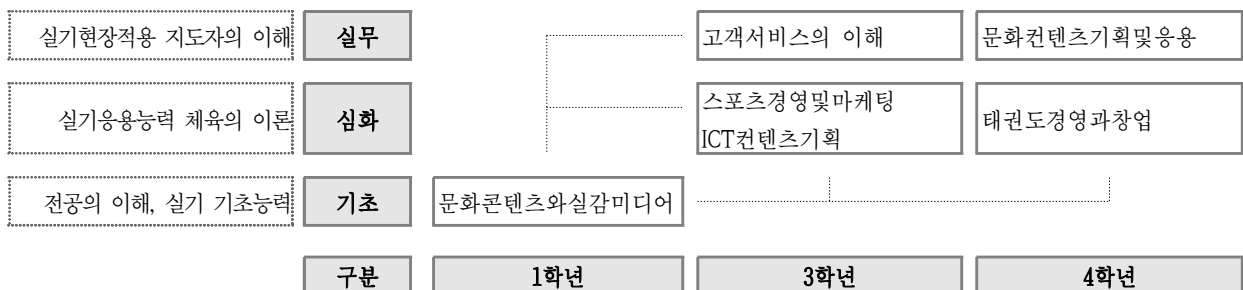 실기현장적용 지도자의 이해 실무 고객서비스의 이해 문화컨텐츠기획및응용
실기응용능력 체육의 이론 심화 스포츠경영및마케팅 태권도경영과창업
ICT컨텐츠기획
전공의 이해, 실기 기초능력 기초 문화콘텐츠와실감미디어
구분 1학년 3학년 4학년